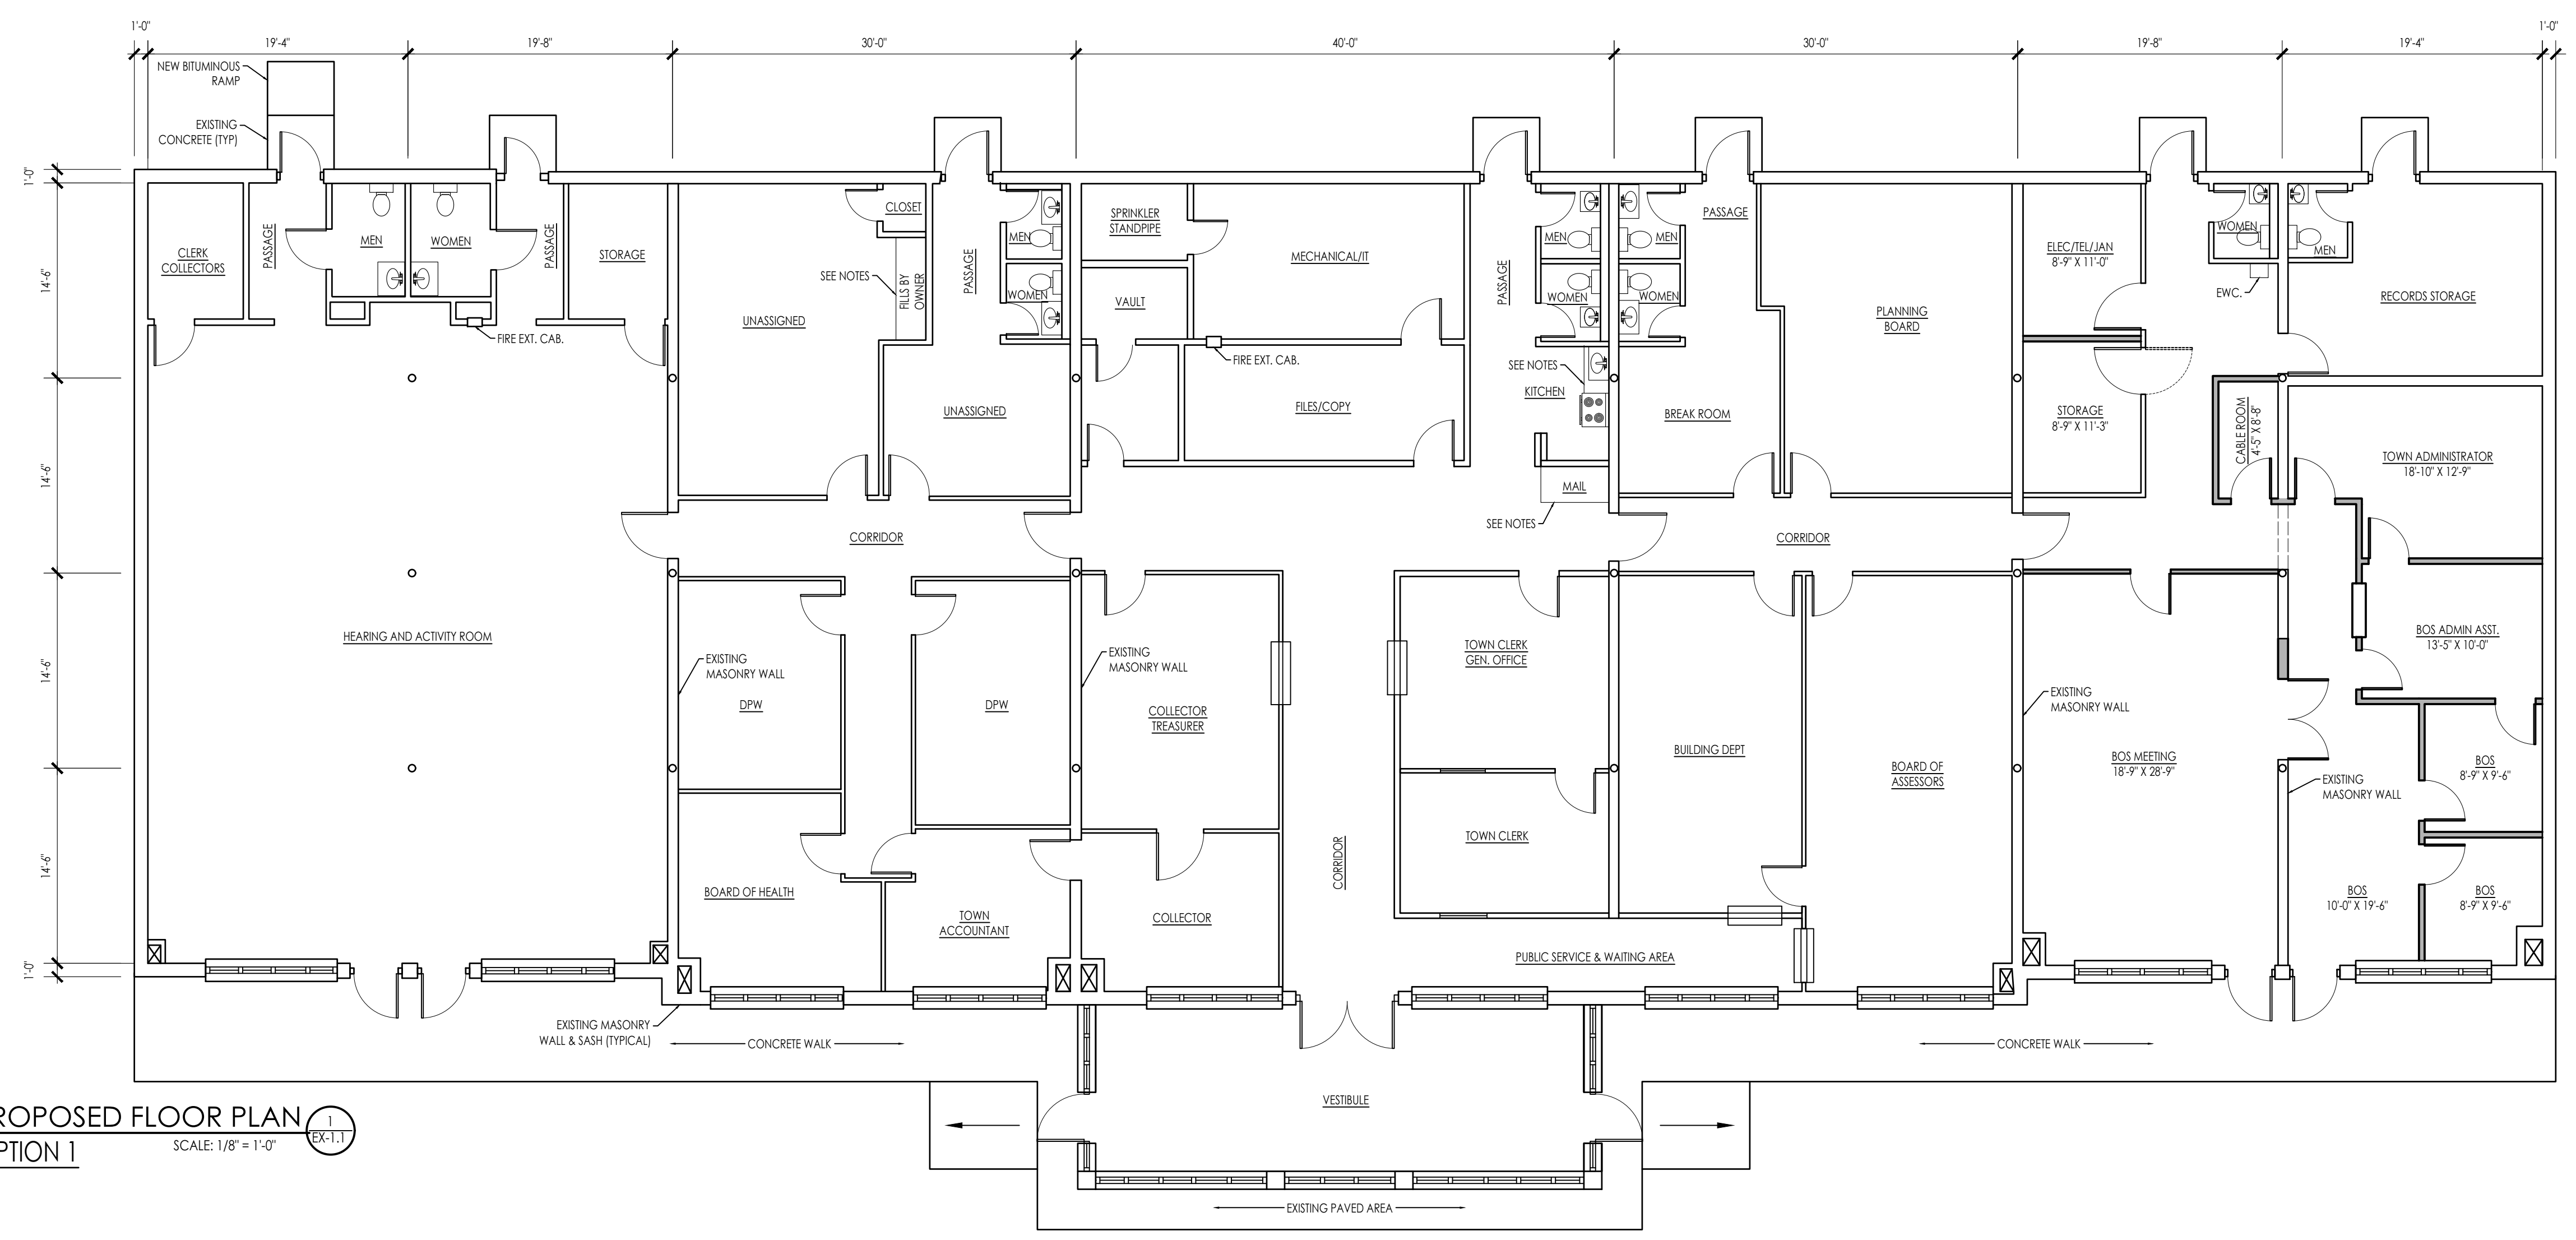 1'-0"
19'-4"
19'-8"
30'-0"
40'-0"
30'-0"
19'-8"
19'-4"
1'-0"
NEW BITUMINOUS
RAMP
EXISTING
CONCRETE (TYP)
1'-0"
14'-6"
14'-6"
14'-6"
14'-6"
1'-0"
CLERK
COLLECTORS
PASSAGE
MEN
WOMEN
PASSAGE
STORAGE
FIRE EXT. CAB.
HEARING AND ACTIVITY ROOM
CLOSET
SEE NOTES
FILLS BY
OWNER
UNASSIGNED
PASSAGE
MEN
WOMEN
UNASSIGNED
SPRINKLER
STANDPIPE
VAULT
MECHANICAL/IT
FIRE EXT. CAB.
FILES/COPY
PASSAGE
MEN
WOMEN
SEE NOTES
KITCHEN
MAIL
SEE NOTES
MEN
WOMEN
PASSAGE
BREAK ROOM
PLANNING
BOARD
ELEC/TEL/JAN
8'-9" X 11'-0"
STORAGE
8'-9" X 11'-3"
WOMEN
EWC.
MEN
RECORDS STORAGE
CABLE ROOM
4'-5" X 8'-8"
TOWN ADMINISTRATOR
18'-10" X 12'-9"
CORRIDOR
CORRIDOR
EXISTING
MASONRY WALL
DPW
DPW
BOARD OF HEALTH
TOWN
ACCOUNTANT
EXISTING
MASONRY WALL
COLLECTOR
TREASURER
COLLECTOR
CORRIDOR
TOWN CLERK
GEN. OFFICE
TOWN CLERK
PUBLIC SERVICE & WAITING AREA
BUILDING DEPT
BOARD OF
ASSESSORS
EXISTING
MASONRY WALL
BOS MEETING
18'-9" X 28'-9"
EXISTING
MASONRY WALL
BOS ADMIN ASST.
13'-5" X 10'-0"
BOS
8'-9" X 9'-6"
BOS
10'-0" X 19'-6"
BOS
8'-9" X 9'-6"
EXISTING MASONRY
WALL & SASH (TYPICAL)
CONCRETE WALK
CONCRETE WALK
VESTIBULE
EXISTING PAVED AREA
ROPOSED FLOOR PLAN
1
EX-1.1
PTION 1
SCALE: 1/8" = 1'-0"